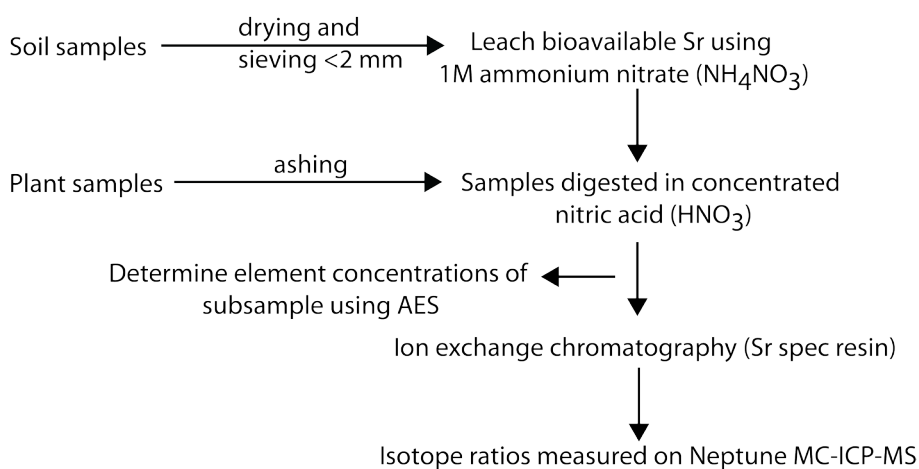 Soil samples
drying and
sieving <2 mm
Leach bioavailable Sr using
1M ammonium nitrate (NH4NO3)
Plant samples
ashing
Samples digested in concentrated
nitric acid (HNO3)
Determine element concentrations of
subsample using AES
Ion exchange chromatography (Sr spec resin)
Isotope ratios measured on Neptune MC-ICP-MS